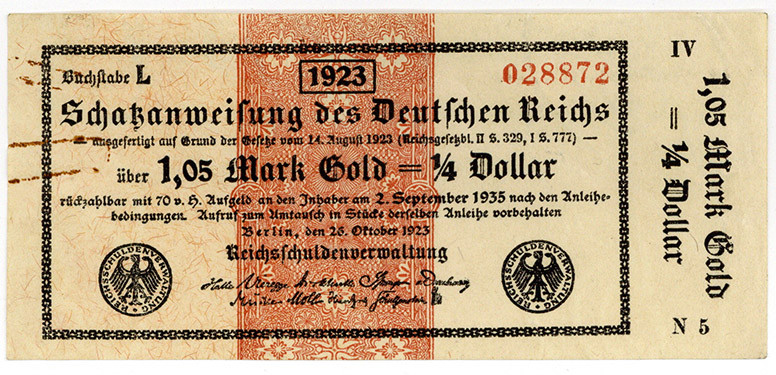 Buchstabe L
1923
028872
Schatzanweisung des Deutschen Reichs
— ausgefertigt auf Grund der Gesetze vom 14. August 1923 (Reichsgesetzbl. II S. 329, I S. 777) —
über 1,05 Mark Gold = ¼ Dollar
rückzahlbar mit 70 v. H. Aufgeld an den Inhaber am 2. September 1935 nach den Anleihe-
bedingungen. Aufruf zum Umtausch in Stücke derselben Anleihe vorbehalten
Berlin, den 26. Oktober 1923
Reichsschuldenverwaltung
REICHSSCHULDENVERWALTUNG
REICHSSCHULDENVERWALTUNG
IV
1,05 Mark Gold
= ¼ Dollar
N 5